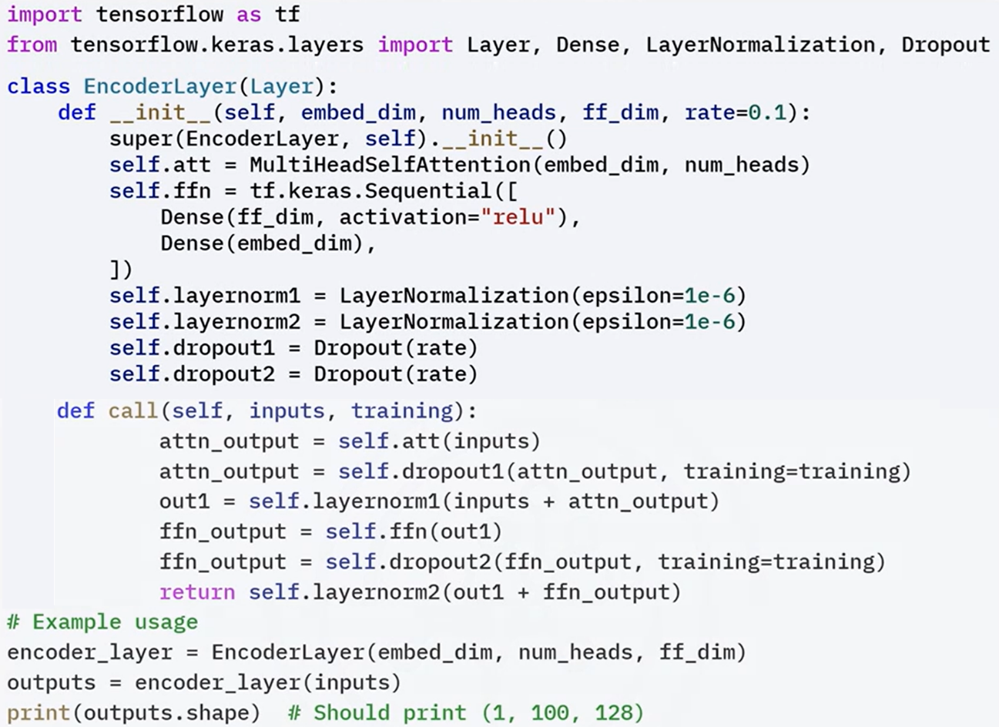 import tensorflow as tf
from tensorflow.keras.layers import Layer, Dense, LayerNormalization, Dropout
class EncoderLayer(Layer):
    def __init__(self, embed_dim, num_heads, ff_dim, rate=0.1):
        super(EncoderLayer, self).__init__()
        self.att = MultiHeadSelfAttention(embed_dim, num_heads)
        self.ffn = tf.keras.Sequential([
            Dense(ff_dim, activation="relu"),
            Dense(embed_dim),
        ])
        self.layernorm1 = LayerNormalization(epsilon=1e-6)
        self.layernorm2 = LayerNormalization(epsilon=1e-6)
        self.dropout1 = Dropout(rate)
        self.dropout2 = Dropout(rate)
    def call(self, inputs, training):
            attn_output = self.att(inputs)
            attn_output = self.dropout1(attn_output, training=training)
            out1 = self.layernorm1(inputs + attn_output)
            ffn_output = self.ffn(out1)
            ffn_output = self.dropout2(ffn_output, training=training)
            return self.layernorm2(out1 + ffn_output)
# Example usage
encoder_layer = EncoderLayer(embed_dim, num_heads, ff_dim)
outputs = encoder_layer(inputs)
print(outputs.shape)  # Should print (1, 100, 128)